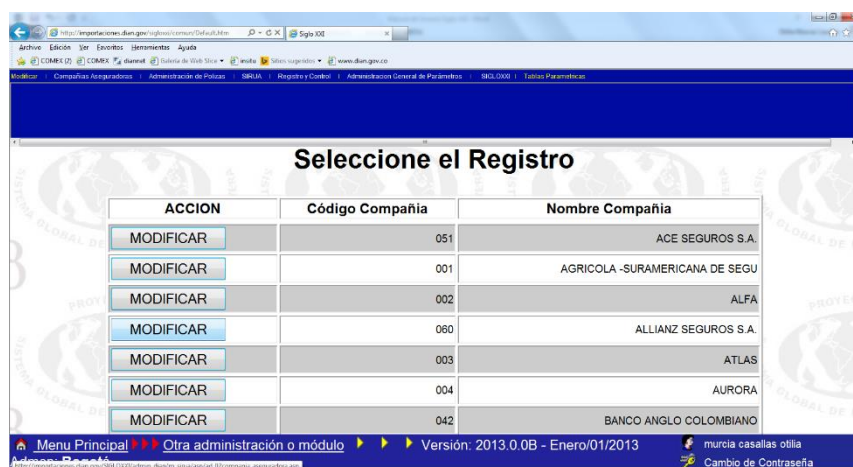 http://importaciones.dian.gov/sigloxxi/comun/Default.htm
Siglo XXI
Archivo Edición Ver Favoritos Herramientas Ayuda
COMEX (2) COMEX diannet Galería de Web Slice insitu Sitios sugeridos www.dian.gov.co
Modificar | Compañias Aseguradoras | Administración de Polizas | SIRUA | Registro y Control | Administracion General de Parámetros | SIGLOXXI | Tablas Parametricas
Seleccione el Registro
ACCION Código Compañia Nombre Compañia
MODIFICAR 051 ACE SEGUROS S.A.
MODIFICAR 001 AGRICOLA -SURAMERICANA DE SEGU
MODIFICAR 002 ALFA
MODIFICAR 060 ALLIANZ SEGUROS S.A.
MODIFICAR 003 ATLAS
MODIFICAR 004 AURORA
MODIFICAR 042 BANCO ANGLO COLOMBIANO
Menu Principal Otra administración o módulo Versión: 2013.0.0B - Enero/01/2013 murcia casallas otilia
Cambio de Contraseña